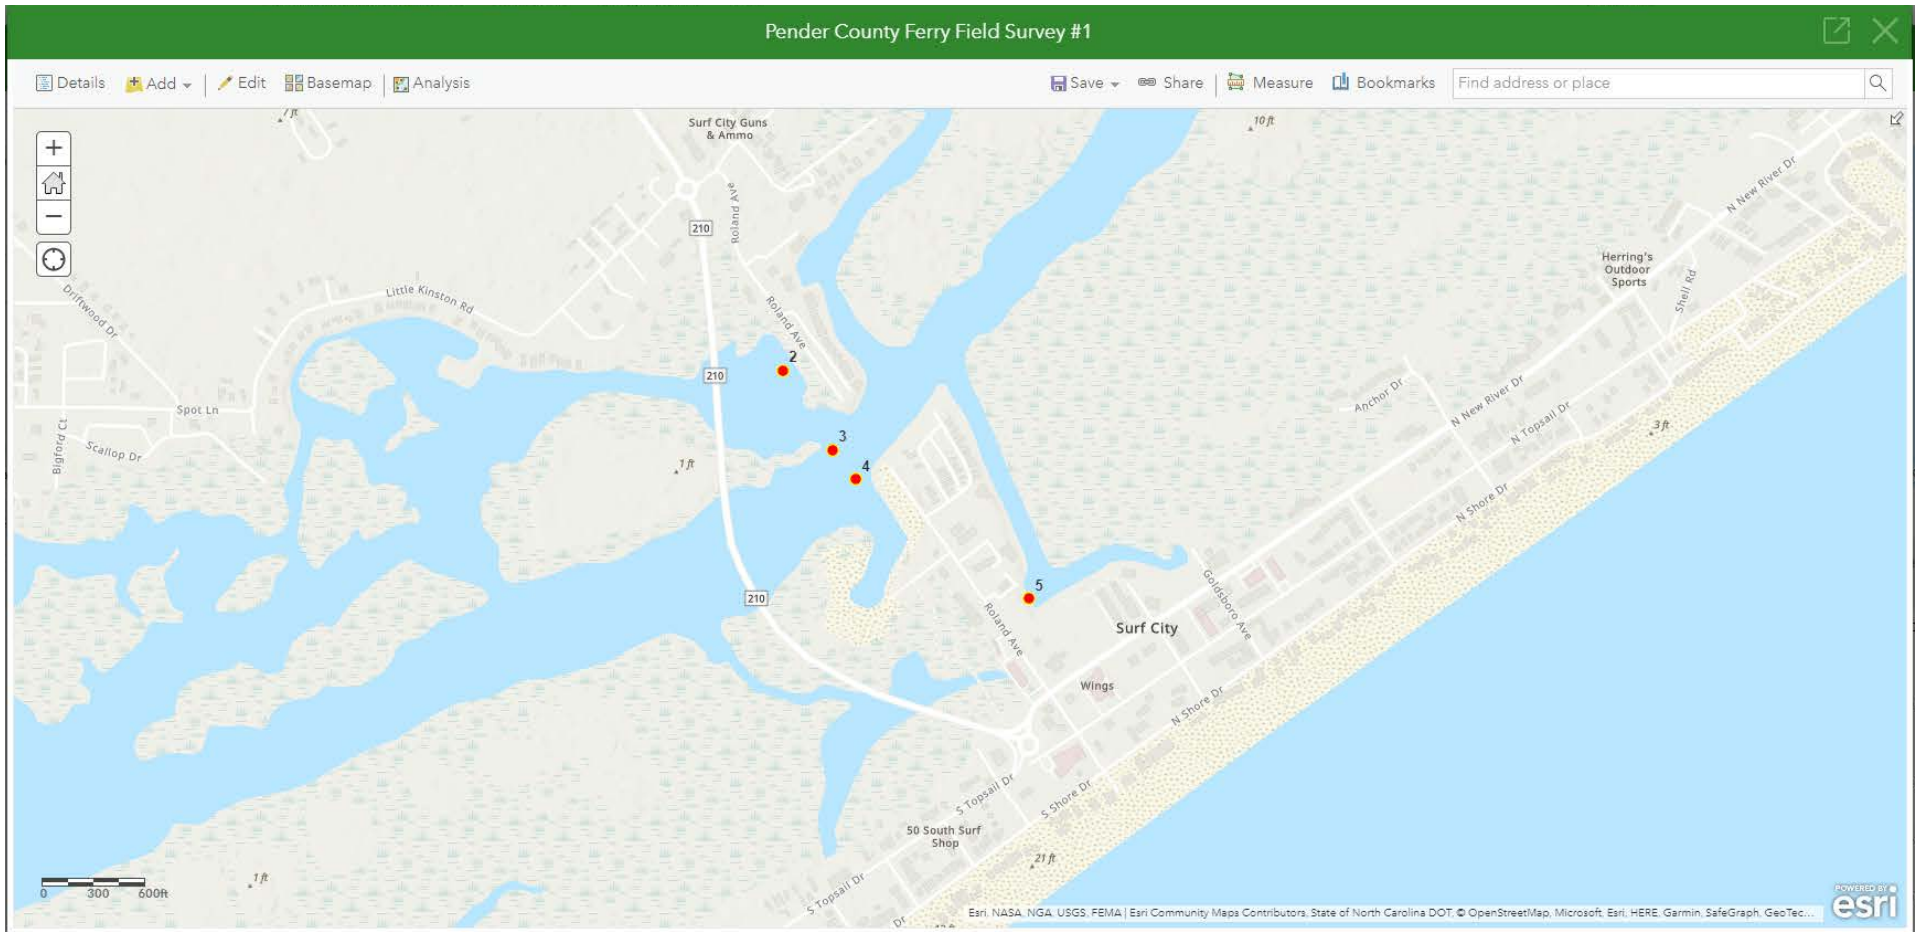 Pender County Ferry Field Survey #1
Details
Add
Edit
Basemap
Analysis
Save
Share
Measure
Bookmarks
Find address or place
7 ft
Surf City Guns
& Ammo
10 ft
N New River Dr
Roland Ave
210
Herring's
Outdoor
Sports
Shell Rd
Driftwood Dr
Little Kinston Rd
Roland Ave
2
210
Anchor Dr
N New River Dr
N Topsail Dr
3 ft
Spot Ln
Bigford Ct
Scallop Dr
3
1 ft
4
N Shore Dr
5
210
Goldsboro Ave
Roland Ave
Surf City
Wings
N Shore Dr
S Topsail Dr
S Shore Dr
50 South Surf
Shop
21 ft
1 ft
0 300 600ft
S Topsail Dr
Dr
POWERED BY
esri
Esri, NASA, NGA, USGS, FEMA | Esri Community Maps Contributors, State of North Carolina DOT, © OpenStreetMap, Microsoft, Esri, HERE, Garmin, SafeGraph, GeoTec...